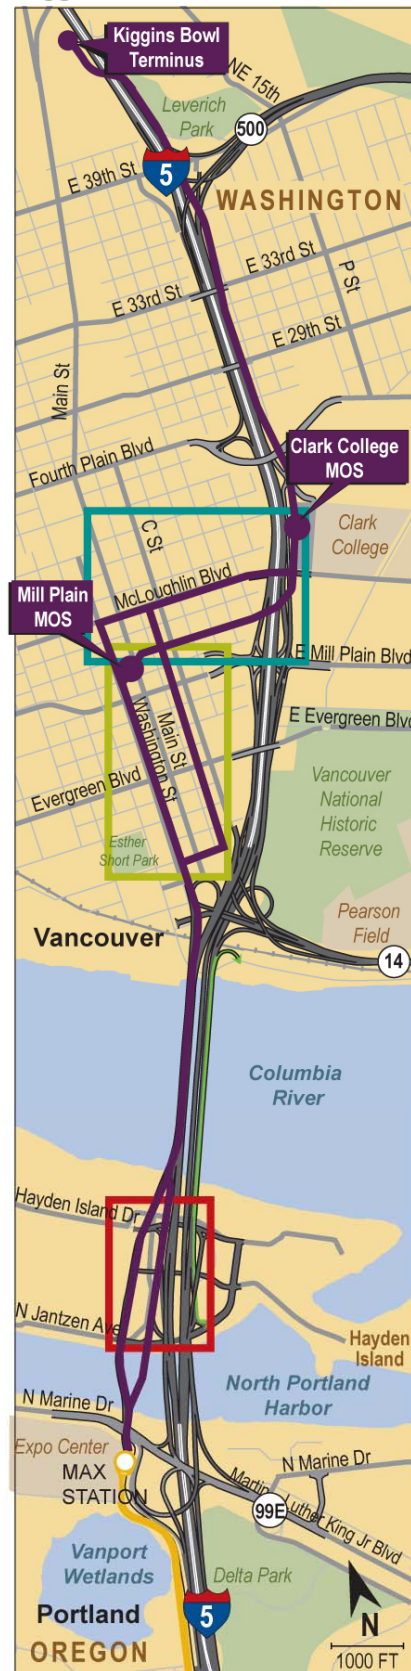 Kiggins Bowl
Terminus
NE 15th
Leverich
Park
500
E 39th St
5
WASHINGTON
E 33rd St
E 33rd St
P St
E 29th St
Main St
Clark College
MOS
Fourth Plain Blvd
C St
Clark
College
McLoughlin Blvd
Mill Plain
MOS
E Mill Plain Blvd
Main St
Washington St
E Evergreen Blvd
Evergreen Blvd
Vancouver
National
Historic
Reserve
Esther
Short Park
Pearson
Field
Vancouver
14
Columbia
River
Hayden Island Dr
N Jantzen Ave
Hayden
Island
North Portland
Harbor
N Marine Dr
Expo Center
MAX
STATION
N Marine Dr
Martin Luther King Jr Blvd
99E
Vanport
Wetlands
Delta Park
Portland
5
N
OREGON
1000 FT